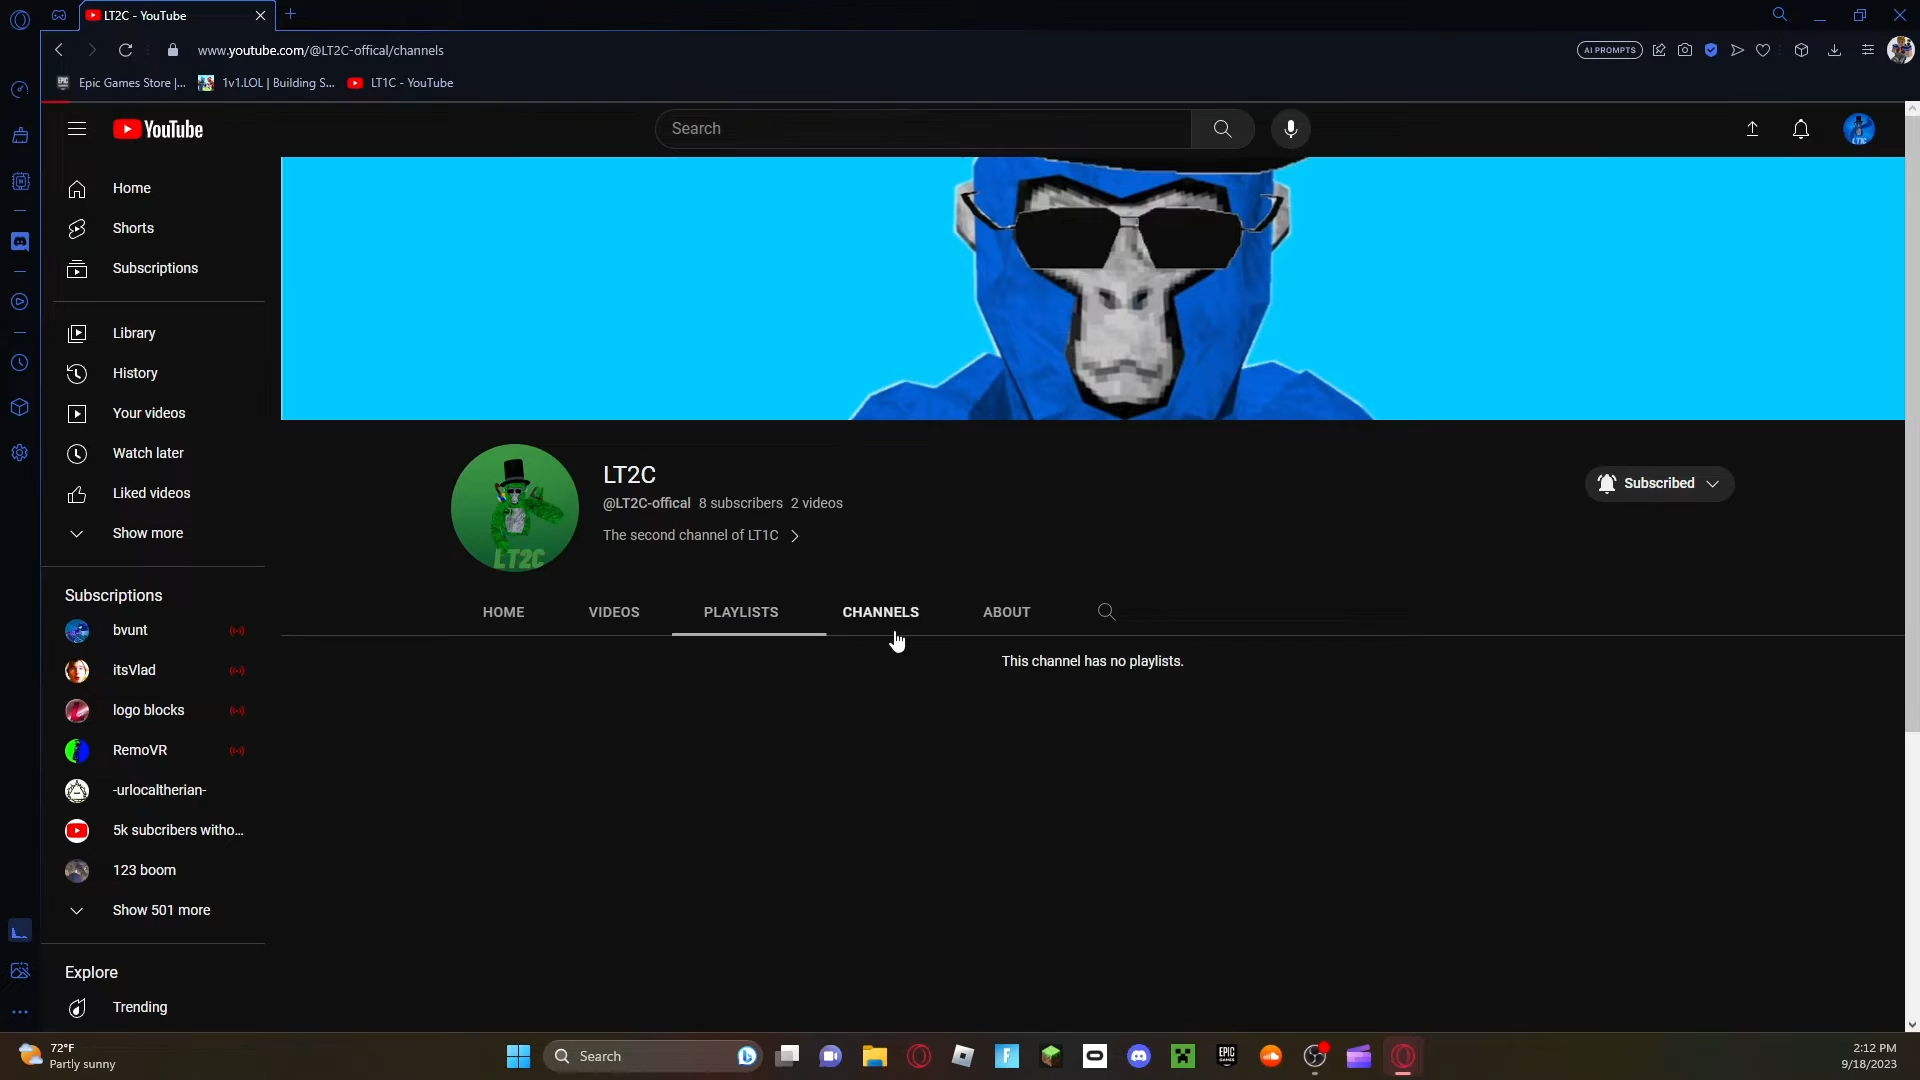 LT2C - YouTube
www.youtube.com/@LT2C-offical/channels
AI PROMPTS
Epic Games Store |...
1v1.LOL | Building S...
LT1C - YouTube
YouTube
Search
LT1C
Home
Shorts
Subscriptions
Library
History
Your videos
Watch later
Liked videos
Show more
LT2C
LT2C
@LT2C-offical 8 subscribers 2 videos
The second channel of LT1C
Subscribed
HOME
VIDEOS
PLAYLISTS
CHANNELS
ABOUT
This channel has no playlists.
Subscriptions
bvunt
itsVlad
logo blocks
RemoVR
-urlocaltherian-
5k subcribers witho...
123 boom
Show 501 more
Explore
Trending
72°F
Partly sunny
Search
EPIC
GAMES
2:12 PM
9/18/2023